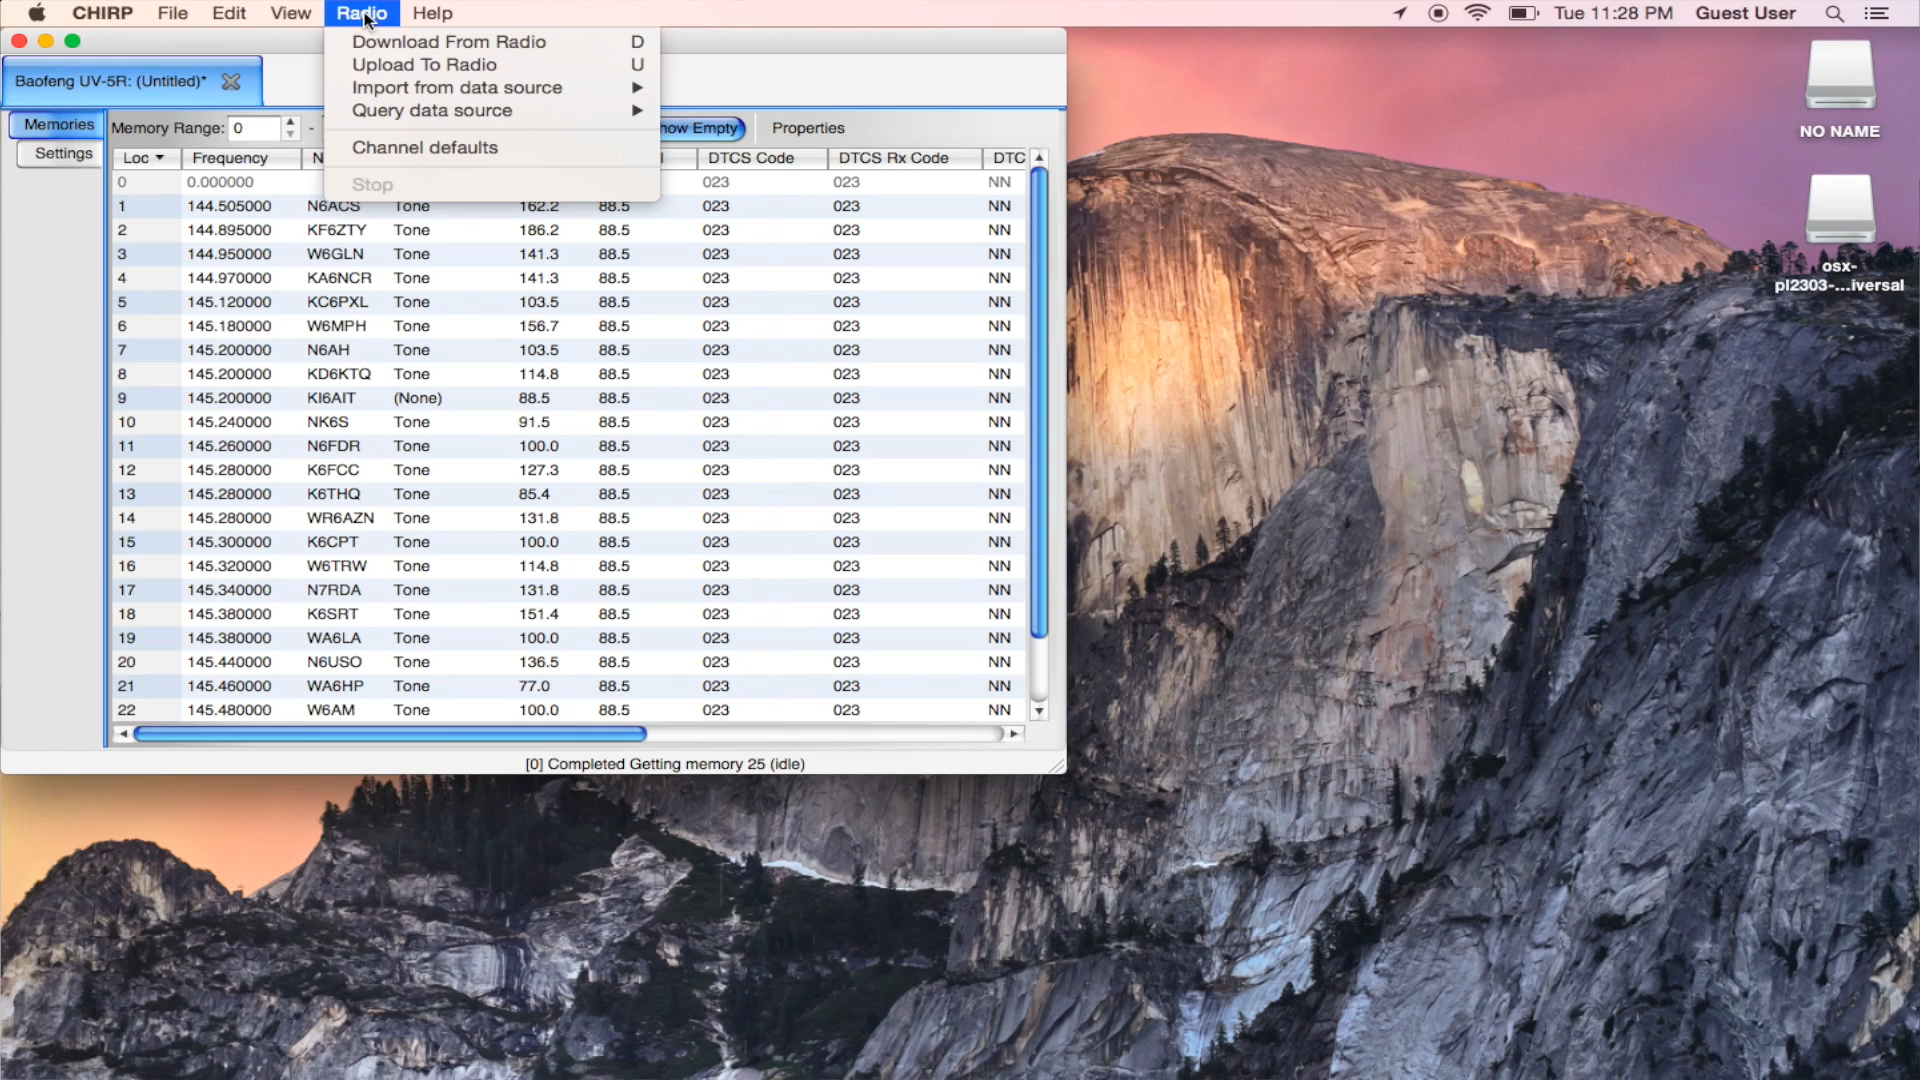 CHIRP File Edit View Radio Help Tue 11:28 PM Guest User
Download From Radio D
Upload To Radio U
Import from data source
Query data source
Channel defaults
Stop
Baofeng UV-5R: (Untitled)*
Memories
Settings
Memory Range: 0 - how Empty Properties
Loc Frequency N DTCS Code DTCS Rx Code DTC
0 0.000000 023 023 NN
1 144.505000 N6ACS Tone 162.2 88.5 023 023 NN
2 144.895000 KF6ZTY Tone 186.2 88.5 023 023 NN
3 144.950000 W6GLN Tone 141.3 88.5 023 023 NN
4 144.970000 KA6NCR Tone 141.3 88.5 023 023 NN
5 145.120000 KC6PXL Tone 103.5 88.5 023 023 NN
6 145.180000 W6MPH Tone 156.7 88.5 023 023 NN
7 145.200000 N6AH Tone 103.5 88.5 023 023 NN
8 145.200000 KD6KTQ Tone 114.8 88.5 023 023 NN
9 145.200000 KI6AIT (None) 88.5 88.5 023 023 NN
10 145.240000 NK6S Tone 91.5 88.5 023 023 NN
11 145.260000 N6FDR Tone 100.0 88.5 023 023 NN
12 145.280000 K6FCC Tone 127.3 88.5 023 023 NN
13 145.280000 K6THQ Tone 85.4 88.5 023 023 NN
14 145.280000 WR6AZN Tone 131.8 88.5 023 023 NN
15 145.300000 K6CPT Tone 100.0 88.5 023 023 NN
16 145.320000 W6TRW Tone 114.8 88.5 023 023 NN
17 145.340000 N7RDA Tone 131.8 88.5 023 023 NN
18 145.380000 K6SRT Tone 151.4 88.5 023 023 NN
19 145.380000 WA6LA Tone 100.0 88.5 023 023 NN
20 145.440000 N6USO Tone 136.5 88.5 023 023 NN
21 145.460000 WA6HP Tone 77.0 88.5 023 023 NN
22 145.480000 W6AM Tone 100.0 88.5 023 023 NN
[0] Completed Getting memory 25 (idle)
NO NAME
osx-
pl2303-...iversal